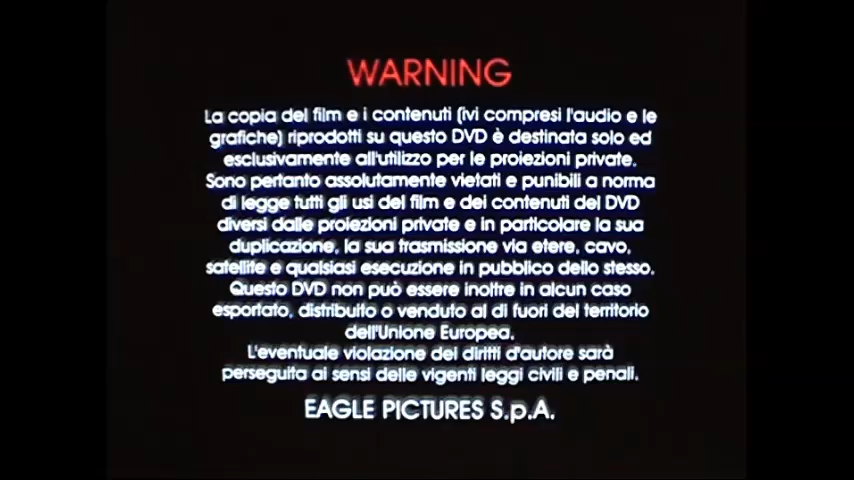 WARNING
La copia del film e i contenuti (ivi compresi l'audio e le
grafiche) riprodotti su questo DVD è destinata solo ed
esclusivamente all'utilizzo per le proiezioni private.
Sono pertanto assolutamente vietati e punibili a norma
di legge tutti gli usi del film e dei contenuti del DVD
diversi dalle proiezioni private e in particolare la sua
duplicazione, la sua trasmissione via etere, cavo,
satellite e qualsiasi esecuzione in pubblico dello stesso.
Questo DVD non può essere inoltre in alcun caso
esportato, distribuito o venduto al di fuori del territorio
dell'Unione Europea.
L'eventuale violazione dei diritti d'autore sarà
perseguita ai sensi delle vigenti leggi civili e penali.
EAGLE PICTURES S.p.A.